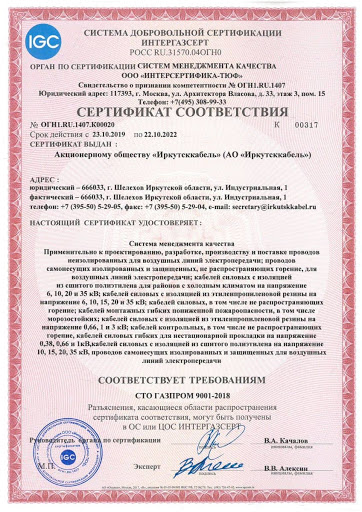 IGC
СИСТЕМА ДОБРОВОЛЬНОЙ СЕРТИФИКАЦИИ
ИНТЕРГАЗСЕРТ
РОСС RU.31570.04ОГН0
ОРГАН ПО СЕРТИФИКАЦИИ СИСТЕМ МЕНЕДЖМЕНТА КАЧЕСТВА
ООО «ИНТЕРСЕРТИФИКА-ТЮФ»
Свидетельство о признании компетентности № ОГН1.RU.1407
Юридический адрес: 117393, г. Москва, ул. Архитектора Власова, д. 33, этаж 3, пом. 15
Телефон: +7(495) 308-99-33
СЕРТИФИКАТ СООТВЕТСТВИЯ
№ ОГН1.RU.1407.К00020 К 00317
Срок действия с 23.10.2019 по 22.10.2022
СЕРТИФИКАТ ВЫДАН :
Акционерному обществу «Иркутсккабель» (АО «Иркутсккабель»)
АДРЕС :
юридический – 666033, г. Шелехов Иркутской области, ул. Индустриальная, 1
фактический – 666033, г. Шелехов Иркутской области, ул. Индустриальная, 1
телефон: +7 (395-50) 5-29-05, факс: +7 (395-50) 5-29-04, e-mail: secretary@irkutskkabel.ru
НАСТОЯЩИЙ СЕРТИФИКАТ УДОСТОВЕРЯЕТ:
Система менеджмента качества
Применительно к проектированию, разработке, производству и поставке проводов
неизолированных для воздушных линий электропередачи; проводов
самонесущих изолированных и защищенных, не распространяющих горение, для
воздушных линий электропередачи; кабелей силовых с изоляцией
из сшитого полиэтилена для районов с холодным климатом на напряжение
6, 10, 20 и 35 кВ; кабелей силовых с изоляцией из этиленпропиленовой резины на
напряжение 6, 10, 15, 20 и 35 кВ; кабелей силовых, в том числе не распространяющих
горение; кабелей монтажных гибких пониженной пожароопасности, в том числе
морозостойких; кабелей силовых с изоляцией из этиленпропиленовой резины на
напряжение 0,66, 1 и 3 кВ; кабелей контрольных, в том числе не распространяющих
горение, кабелей силовых гибких для нестационарной прокладки на напряжение
0,38, 0,66 и 1кВ,кабелей силовых с изоляцией из сшитого полиэтилена на напряжение
10, 15, 20, 35 кВ, проводов самонесущих изолированных и защищенных для воздушных
линий электропередачи
СООТВЕТСТВУЕТ ТРЕБОВАНИЯМ
СТО ГАЗПРОМ 9001-2018
Разъяснения, касающиеся области распространения
сертификата соответствия, могут быть получены
в ОС или ЦОС ИНТЕРГАЗСЕРТ
Руководитель органа по сертификации В.А. Качалов
М.П. Эксперт В.В. Алексин
IGC